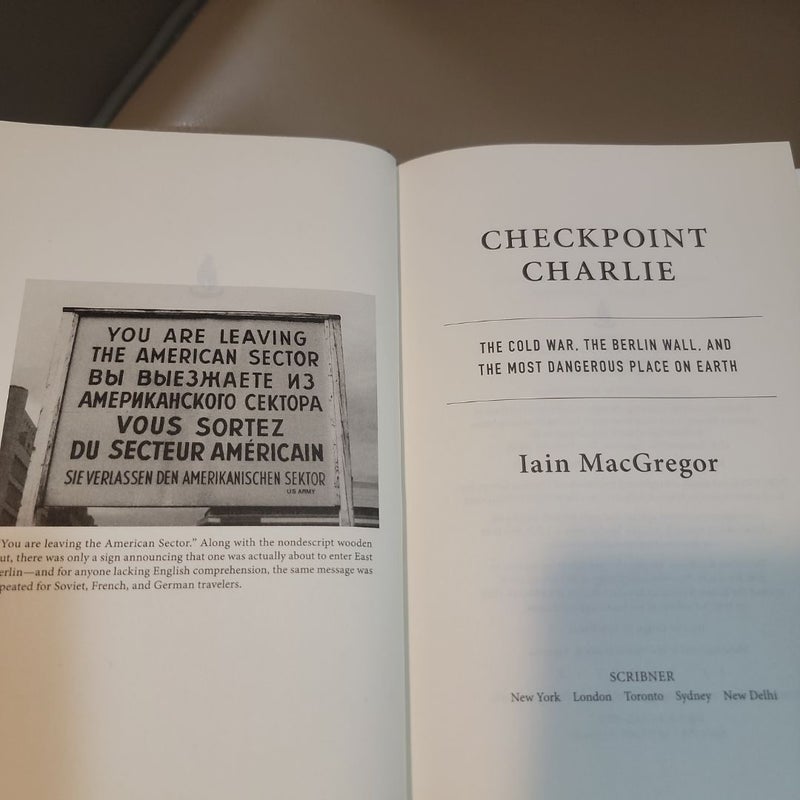 YOU ARE LEAVING
THE AMERICAN SECTOR
ВЫ ВЫЕЗЖАЕТЕ ИЗ
АМЕРИКАНСКОГО СЕКТОРА
VOUS SORTEZ
DU SECTEUR AMÉRICAIN
SIE VERLASSEN DEN AMERIKANISCHEN SEKTOR
US ARMY
You are leaving the American Sector.” Along with the nondescript wooden
ut, there was only a sign announcing that one was actually about to enter East
erlin—and for anyone lacking English comprehension, the same message was
peated for Soviet, French, and German travelers.
CHECKPOINT
CHARLIE
THE COLD WAR, THE BERLIN WALL, AND
THE MOST DANGEROUS PLACE ON EARTH
Iain MacGregor
SCRIBNER
New York London Toronto Sydney New Delhi